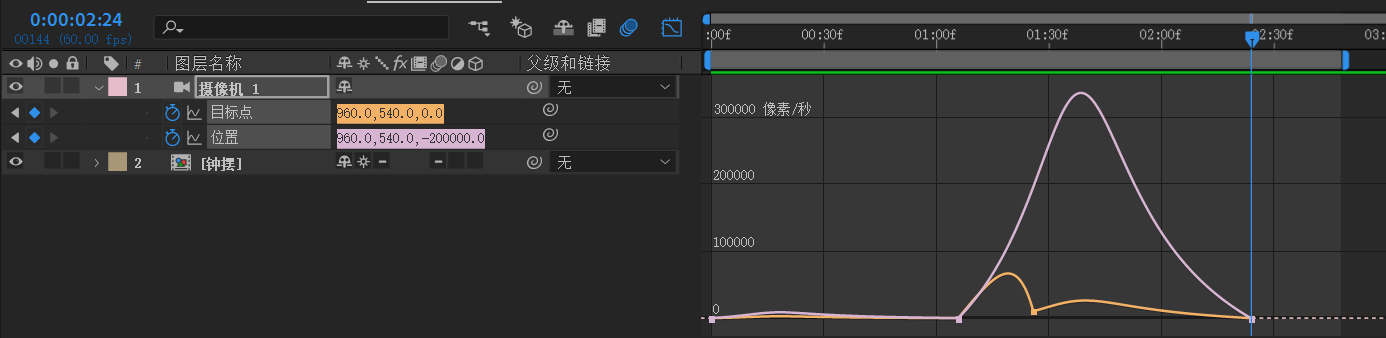 0:00:02:24
00144 (60.00 fps)
:00f 00:30f 01:00f 01:30f 02:00f 02:30f 03:0
# 图层名称 fx 父级和链接
1 摄像机 1 无
目标点 960.0,540.0,0.0
位置 960.0,540.0,-200000.0
2 [钟摆] 无
300000 像素/秒
200000
100000
0